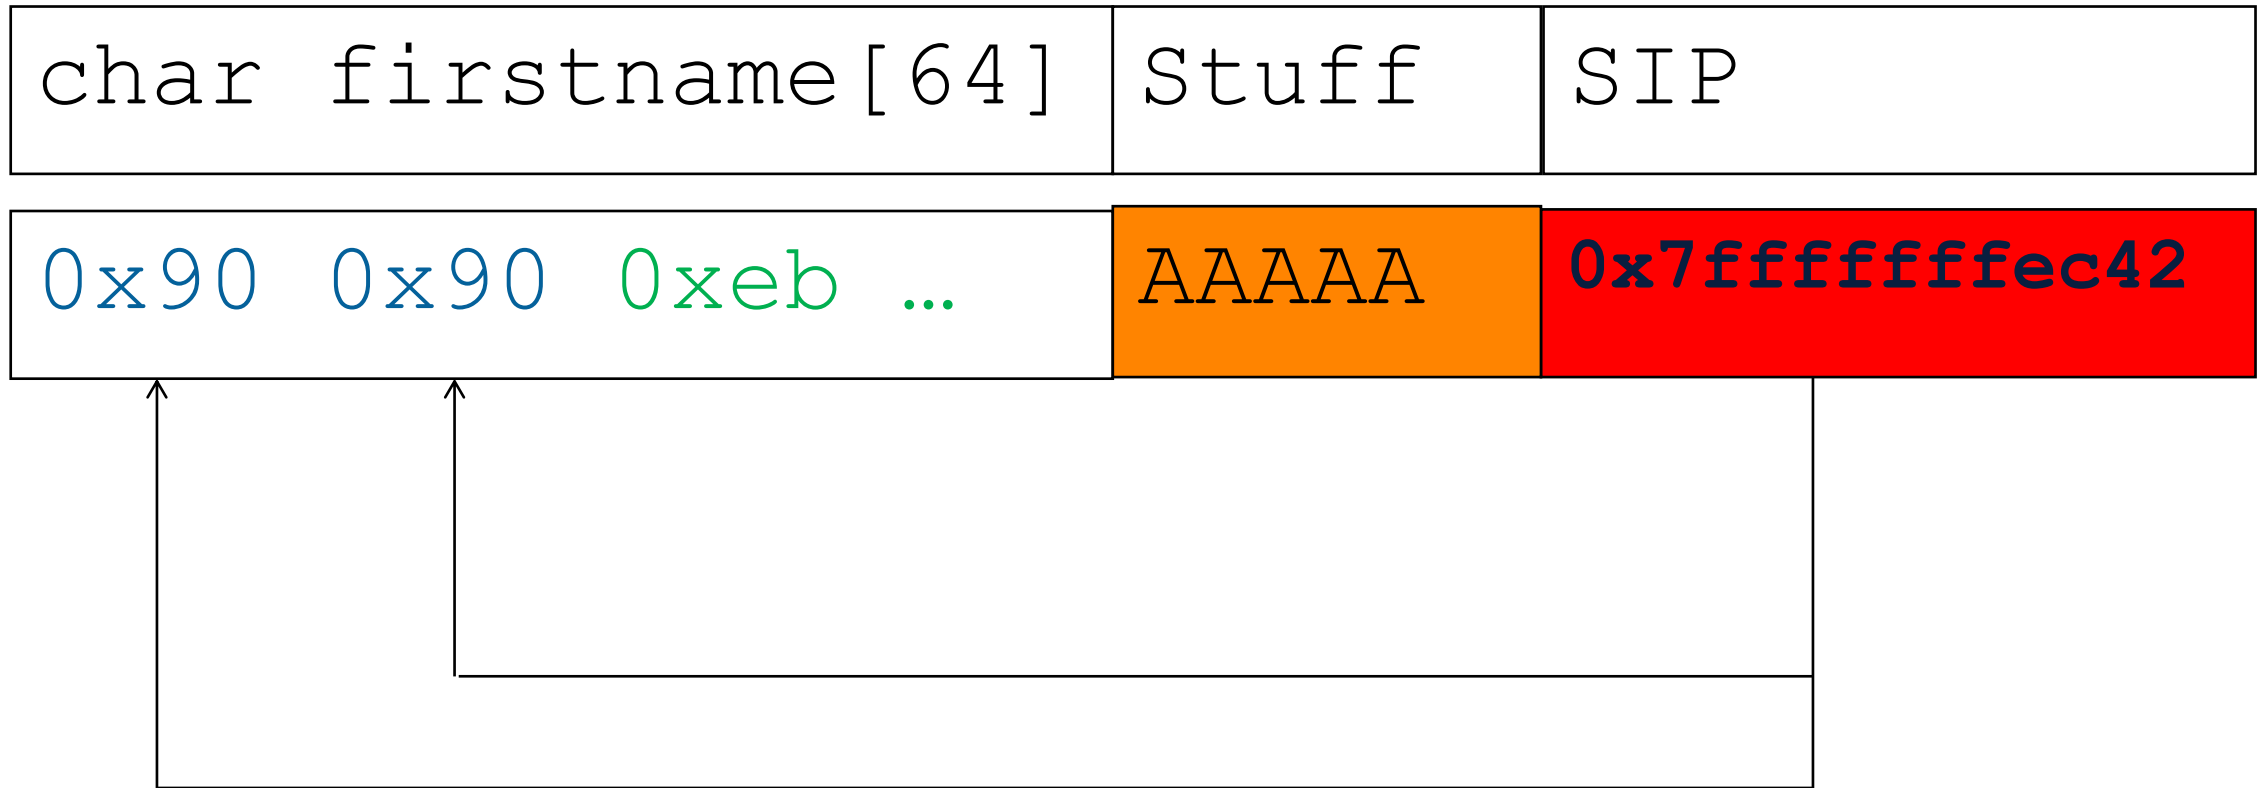 char firstname[64] Stuff SIP
0x90 0x90 0xeb … AAAAA 0x7fffffffec42